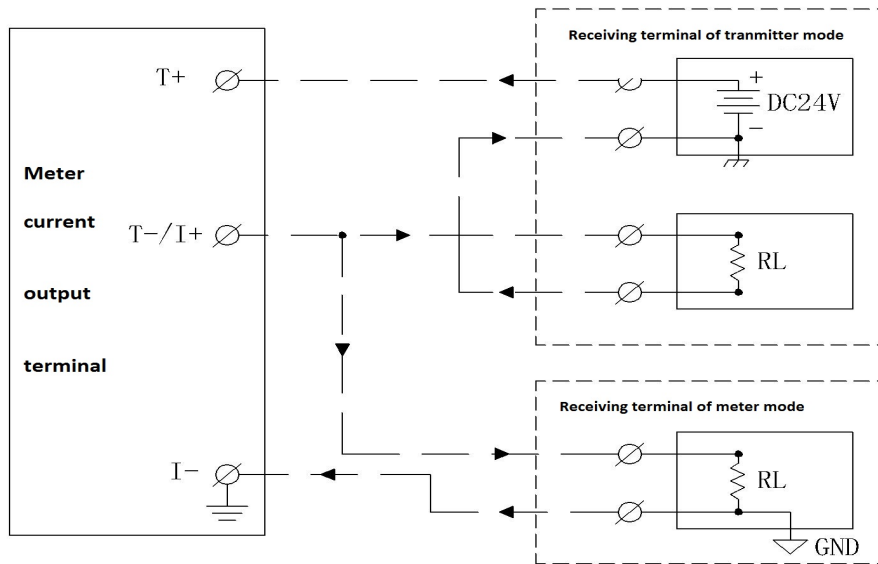 Receiving terminal of tranmitter mode
T+
+
DC24V
−
Meter
current
T-/I+
RL
output
terminal
Receiving terminal of meter mode
I-
RL
GND